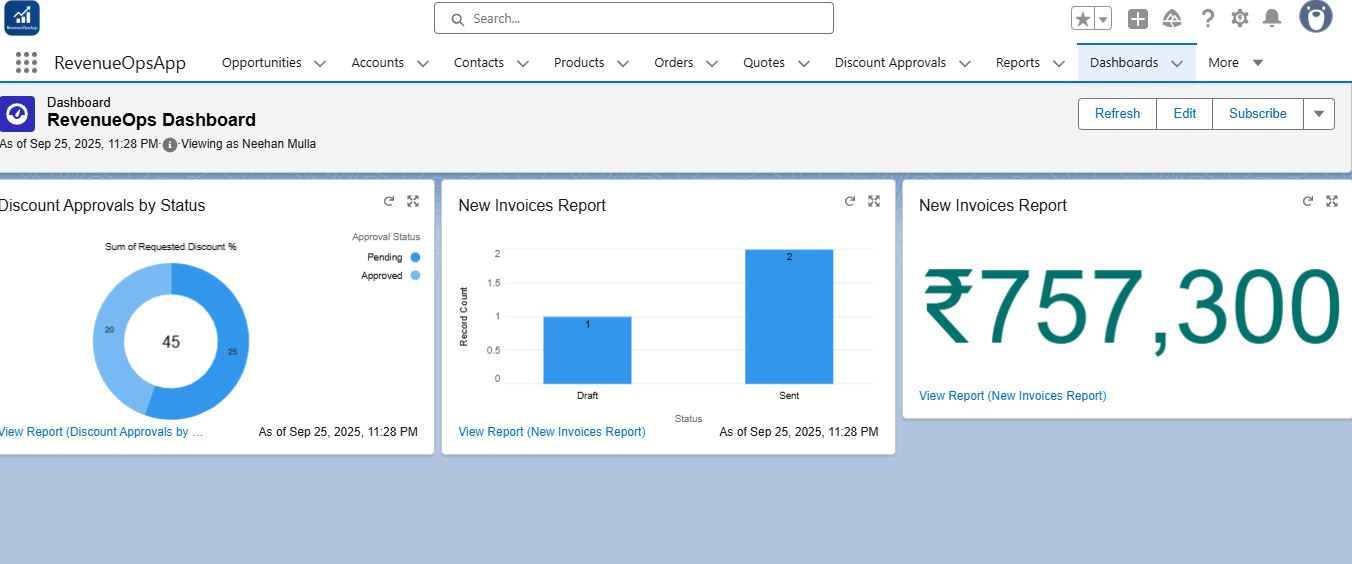 RevenueOpsApp
Search...
RevenueOpsApp
Opportunities
Accounts
Contacts
Products
Orders
Quotes
Discount Approvals
Reports
Dashboards
More
Dashboard
RevenueOps Dashboard
As of Sep 25, 2025, 11:28 PM·Viewing as Neehan Mulla
Refresh
Edit
Subscribe
Discount Approvals by Status
Sum of Requested Discount %
Approval Status
Pending
Approved
20
45
25
View Report (Discount Approvals by ...
As of Sep 25, 2025, 11:28 PM
New Invoices Report
Record Count
2
1.5
1
0.5
0
1
2
Draft
Sent
Status
View Report (New Invoices Report)
As of Sep 25, 2025, 11:28 PM
New Invoices Report
₹757,300
View Report (New Invoices Report)